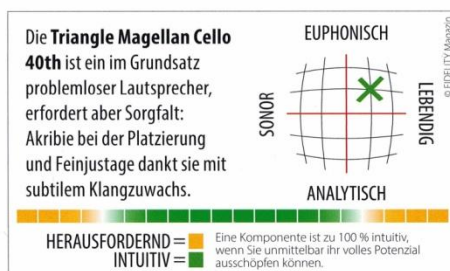 Die Triangle Magellan Cello
40th ist ein im Grundsatz
problemloser Lautsprecher,
erfordert aber Sorgfalt:
Akribie bei der Platzierung
und Feinjustage dankt sie mit
subtilem Klangzuwachs.
EUPHONISCH
SONOR
LEBENDIG
ANALYTISCH
© FIDELITY Magazin
HERAUSFORDERND =
INTUITIV =
Eine Komponente ist zu 100 % intuitiv,
wenn Sie unmittelbar ihr volles Potenzial
ausschöpfen können.